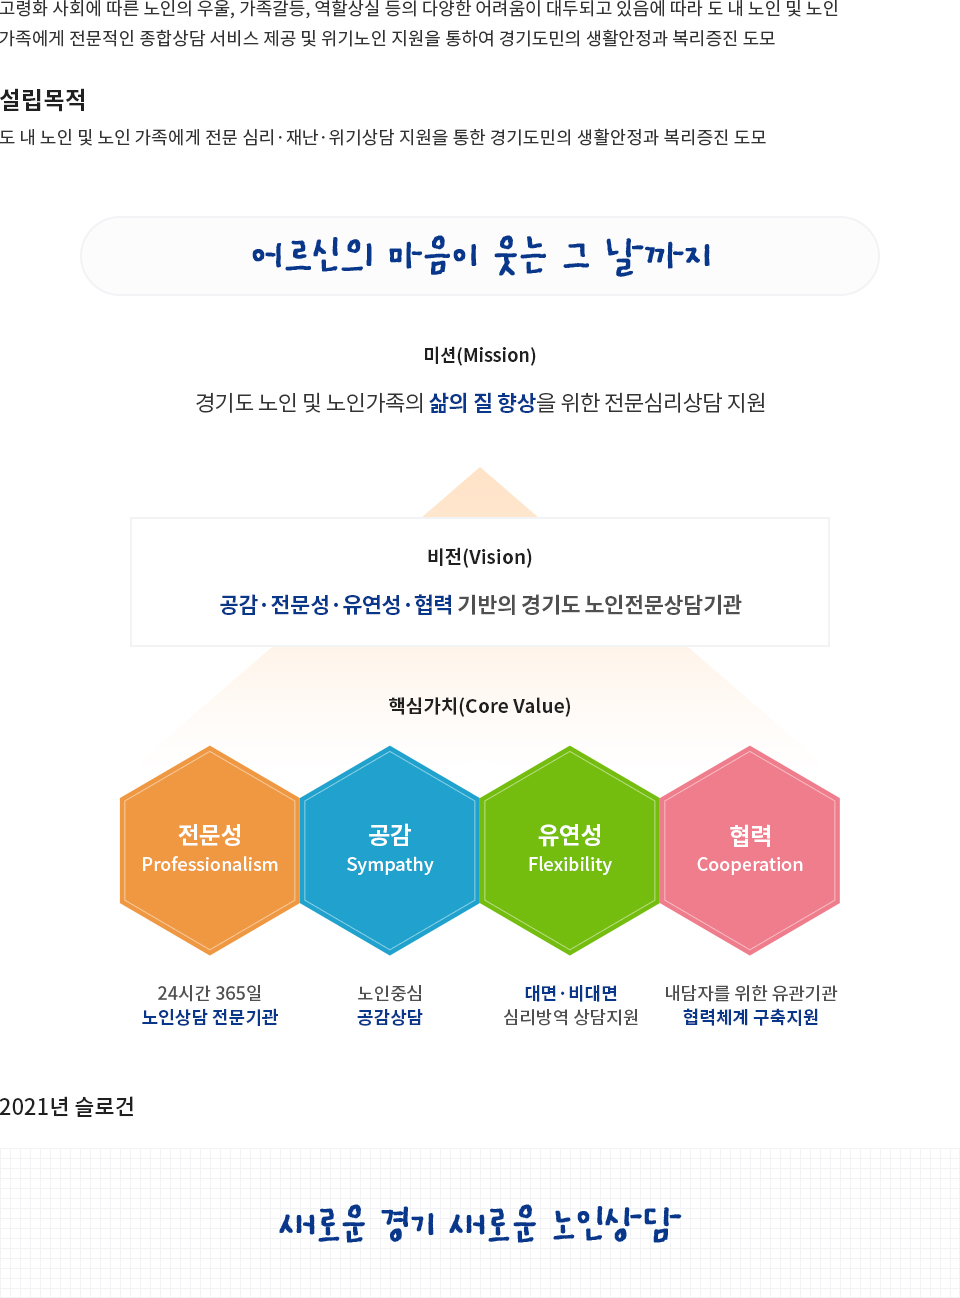 고령화 사회에 따른 노인의 우울, 가족갈등, 역할상실 등의 다양한 어려움이 대두되고 있음에 따라 도 내 노인 및 노인
가족에게 전문적인 종합상담 서비스 제공 및 위기노인 지원을 통하여 경기도민의 생활안정과 복리증진 도모
설립목적
도 내 노인 및 노인 가족에게 전문 심리·재난·위기상담 지원을 통한 경기도민의 생활안정과 복리증진 도모
어르신의 마음이 웃는 그 날까지
미션(Mission)
경기도 노인 및 노인가족의 삶의 질 향상을 위한 전문심리상담 지원
비전(Vision)
공감·전문성·유연성·협력 기반의 경기도 노인전문상담기관
핵심가치(Core Value)
전문성
Professionalism
공감
Sympathy
유연성
Flexibility
협력
Cooperation
24시간 365일
노인상담 전문기관
노인중심
공감상담
대면·비대면
심리방역 상담지원
내담자를 위한 유관기관
협력체계 구축지원
2021년 슬로건
새로운 경기 새로운 노인상담